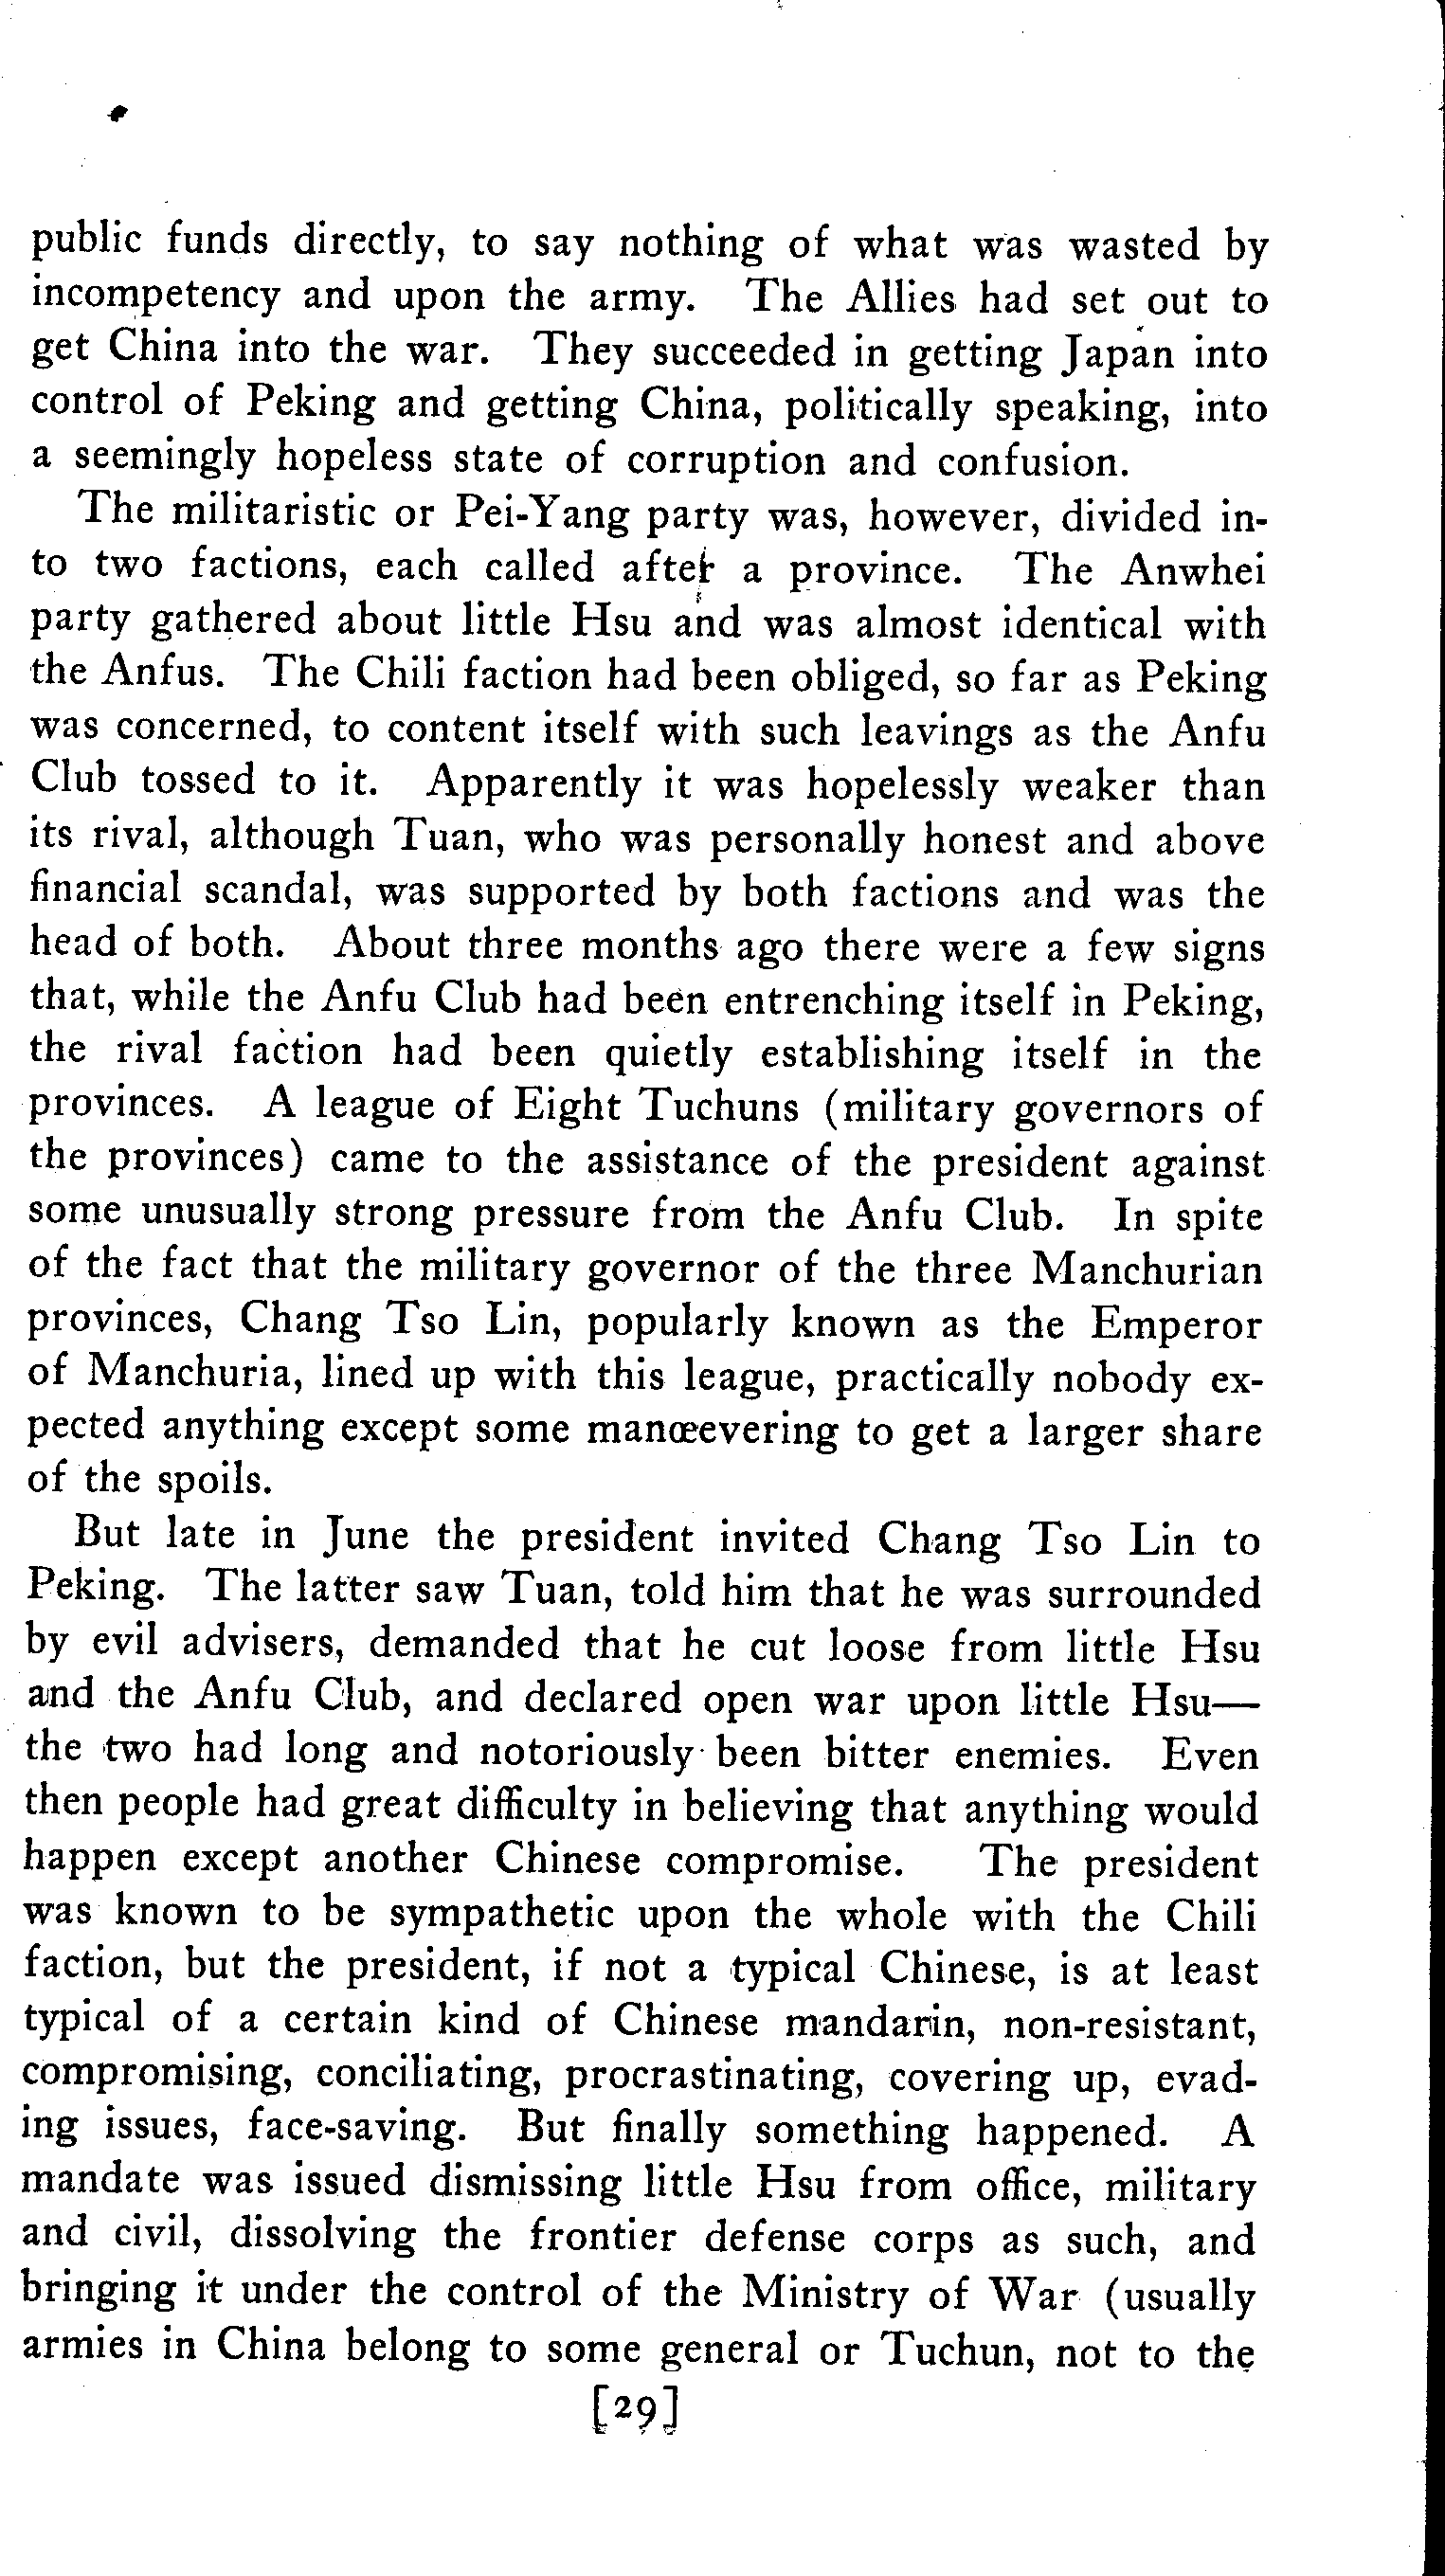 public funds directly, to say nothing of what was wasted by
incompetency and upon the army. The Allies had set out to
get China into the war. They succeeded in getting Japan into
control of Peking and getting China, politically speaking, into
a seemingly hopeless state of corruption and confusion.
The militaristic or Pei-Yang party was, however, divided in-
to two factions, each called after a province. The Anwhei
party gathered about little Hsu and was almost identical with
the Anfus. The Chili faction had been obliged, so far as Peking
was concerned, to content itself with such leavings as the Anfu
Club tossed to it. Apparently it was hopelessly weaker than
its rival, although Tuan, who was personally honest and above
financial scandal, was supported by both factions and was the
head of both. About three months ago there were a few signs
that, while the Anfu Club had been entrenching itself in Peking,
the rival faction had been quietly establishing itself in the
provinces. A league of Eight Tuchuns (military governors of
the provinces) came to the assistance of the president against
some unusually strong pressure from the Anfu Club. In spite
of the fact that the military governor of the three Manchurian
provinces, Chang Tso Lin, popularly known as the Emperor
of Manchuria, lined up with this league, practically nobody ex-
pected anything except some manœevering to get a larger share
of the spoils.
But late in June the president invited Chang Tso Lin to
Peking. The latter saw Tuan, told him that he was surrounded
by evil advisers, demanded that he cut loose from little Hsu
and the Anfu Club, and declared open war upon little Hsu—
the two had long and notoriously been bitter enemies. Even
then people had great difficulty in believing that anything would
happen except another Chinese compromise. The president
was known to be sympathetic upon the whole with the Chili
faction, but the president, if not a typical Chinese, is at least
typical of a certain kind of Chinese mandarin, non-resistant,
compromising, conciliating, procrastinating, covering up, evad-
ing issues, face-saving. But finally something happened. A
mandate was issued dismissing little Hsu from office, military
and civil, dissolving the frontier defense corps as such, and
bringing it under the control of the Ministry of War (usually
armies in China belong to some general or Tuchun, not to the
[29]